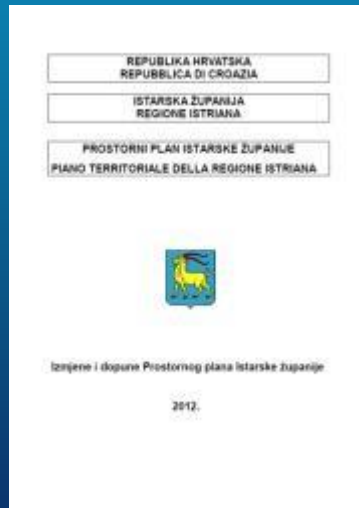 REPUBLIKA HRVATSKA
REPUBBLICA DI CROAZIA
ISTARSKA ŽUPANIJA
REGIONE ISTRIANA
PROSTORNI PLAN ISTARSKE ŽUPANIJE
PIANO TERRITORIALE DELLA REGIONE ISTRIANA
Izmjene i dopune Prostornog plana Istarske županije
2012.